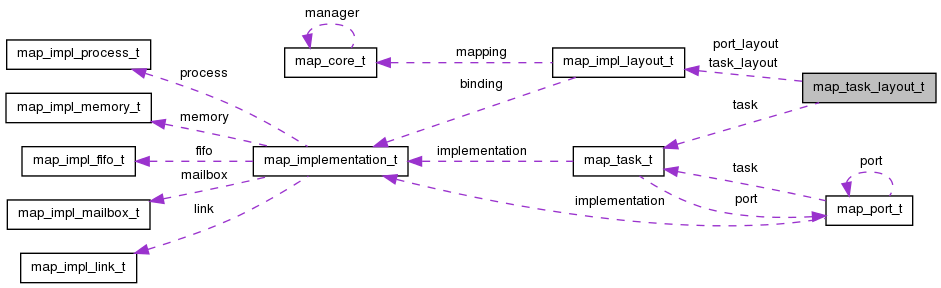 manager
map_impl_process_t
map_core_t
mapping
map_impl_layout_t
port_layout
task_layout
map_task_layout_t
process
binding
map_impl_memory_t
memory
task
map_impl_fifo_t
fifo
map_implementation_t
implementation
map_task_t
port
mailbox
task
map_impl_mailbox_t
link
implementation
port
map_port_t
map_impl_link_t